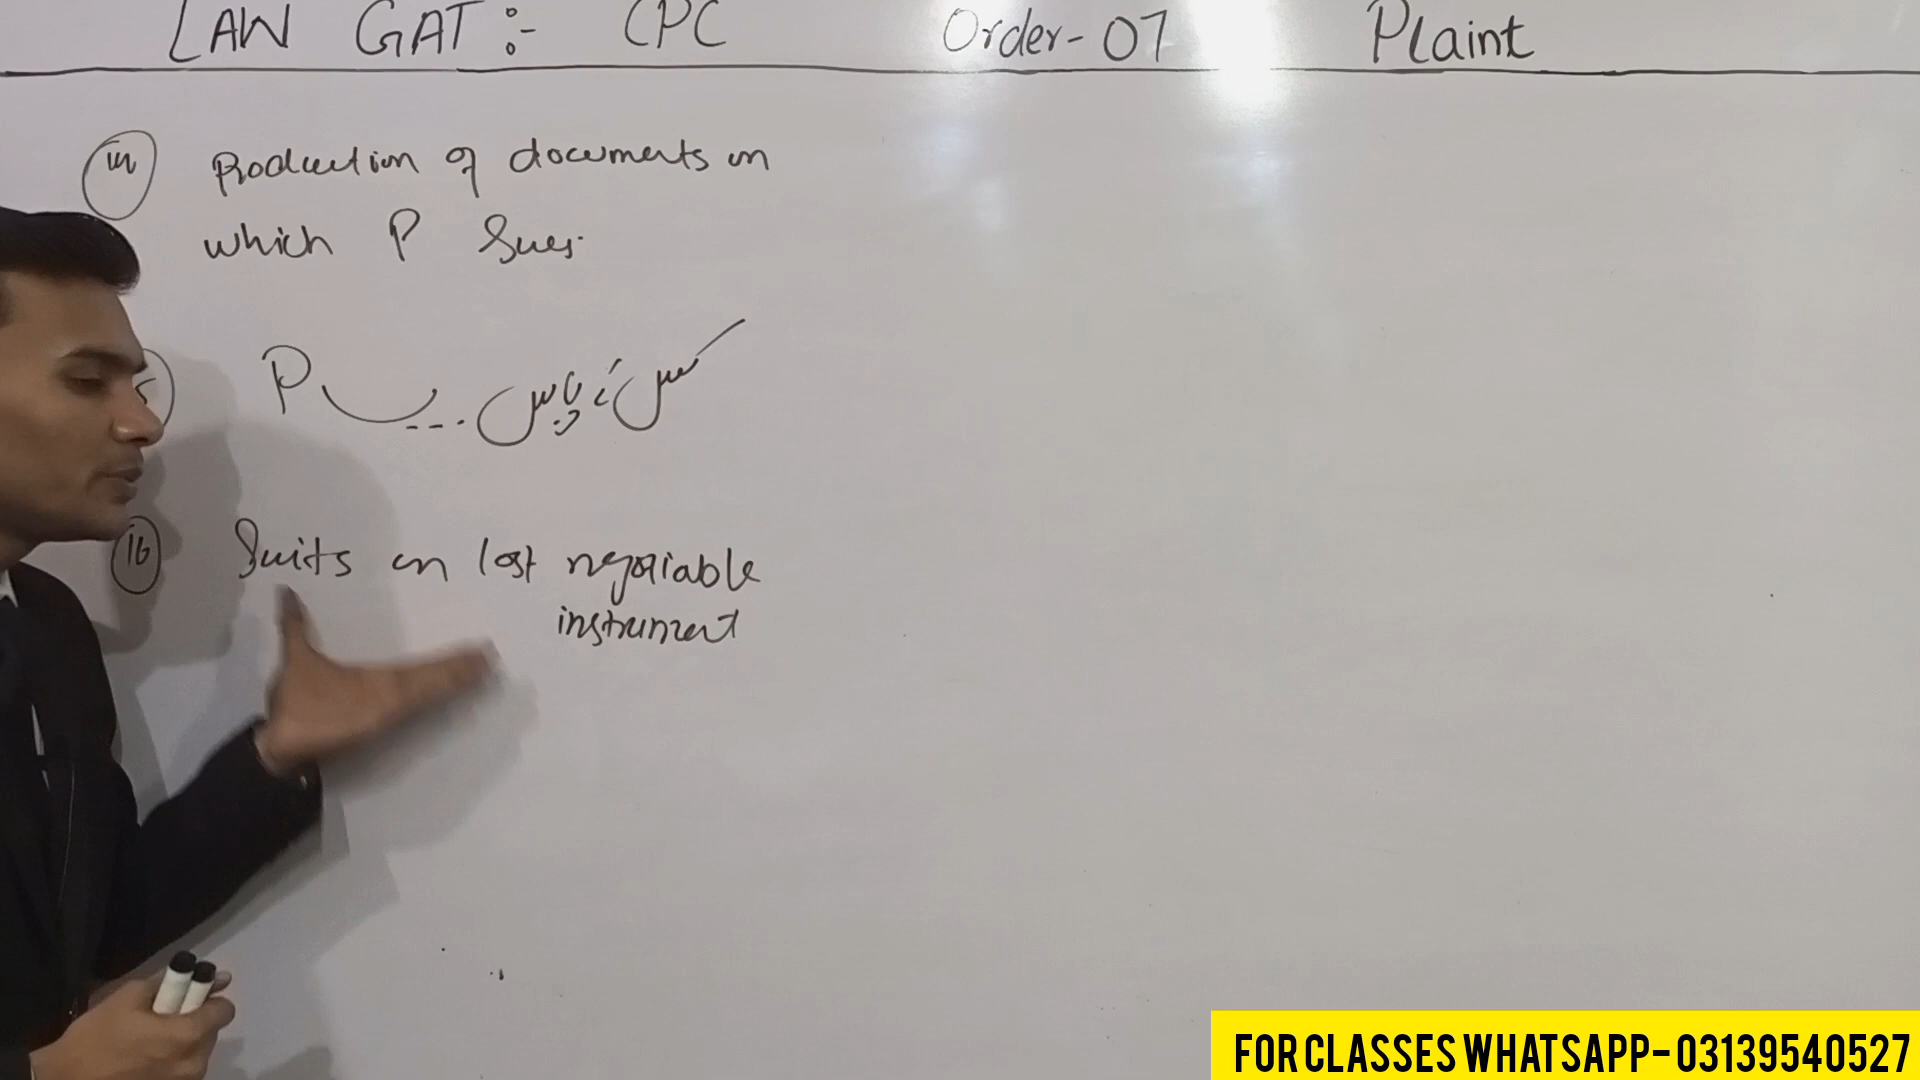 LAW GAT :- CPC Order-07 Plaint
14 Production of documents on
which P Sues.
P
16 Suits on lost negotiable
instrument
FOR CLASSES WHATSAPP- 03139540527